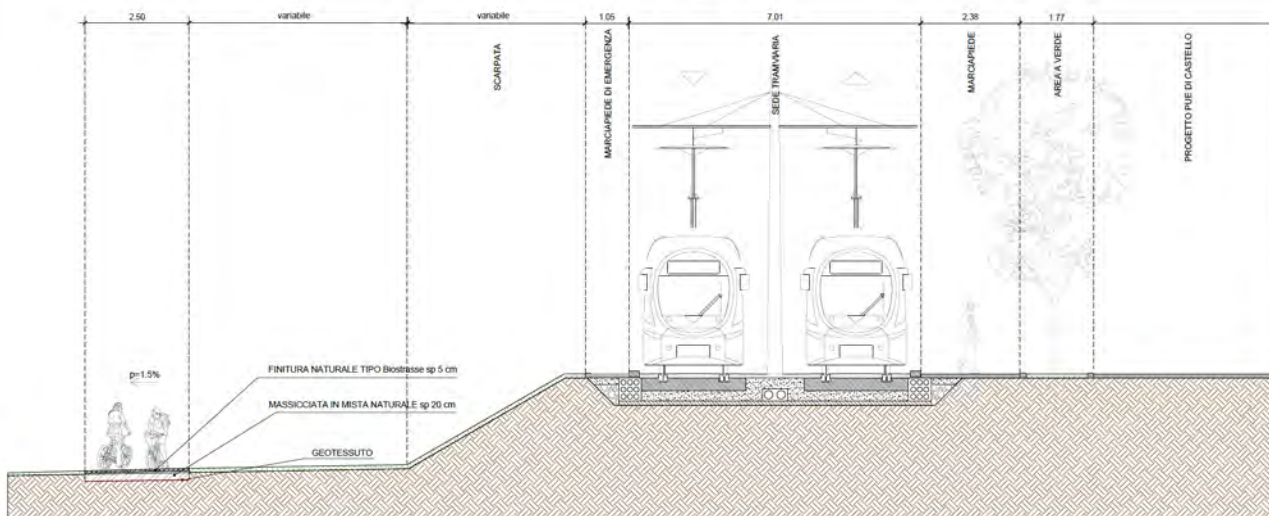 2.50
variabile
variabile
1.05
7.01
2.38
1.77
SCARPATA
MARCIAPIEDE DI EMERGENZA
SEDE TRAMVIARIA
MARCIAPIEDE
AREA A VERDE
PROGETTO PUE DI CASTELLO
p=1.5%
FINITURA NATURALE TIPO Biostrasse sp 5 cm
MASSICCIATA IN MISTA NATURALE sp 20 cm
GEOTESSUTO